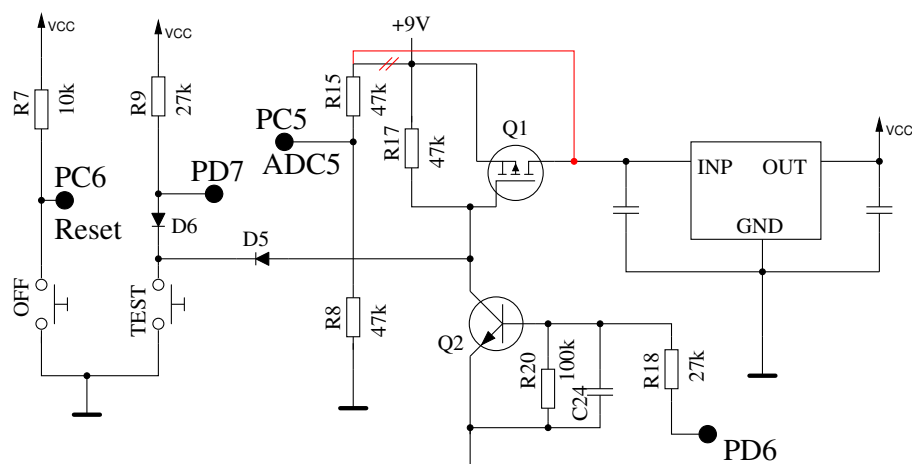 VCC
VCC
+9V
R7
10k
R9
27k
R15
47k
R17
47k
PC5
ADC5
Q1
INP
OUT
GND
VCC
PC6
Reset
PD7
D6
D5
OFF
TEST
R8
47k
Q2
R20
100k
C24
R18
27k
PD6